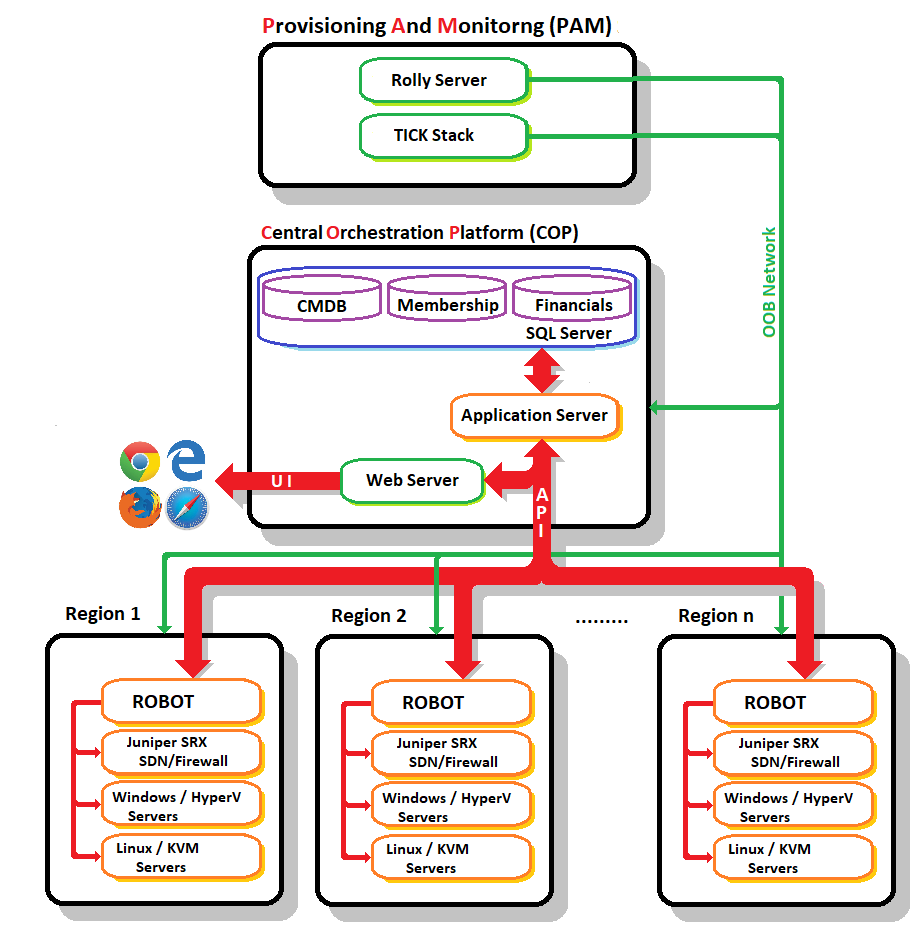 Provisioning And Monitorng (PAM)
Rolly Server
TICK Stack
OOB Network
Central Orchestration Platform (COP)
CMDB
Membership
Financials
SQL Server
Application Server
Web Server
UI
API
Region 1
Region 2
.........
Region n
ROBOT
Juniper SRX
SDN/Firewall
Windows / HyperV
Servers
Linux / KVM
Servers
ROBOT
Juniper SRX
SDN/Firewall
Windows / HyperV
Servers
Linux / KVM
Servers
ROBOT
Juniper SRX
SDN/Firewall
Windows / HyperV
Servers
Linux / KVM
Servers